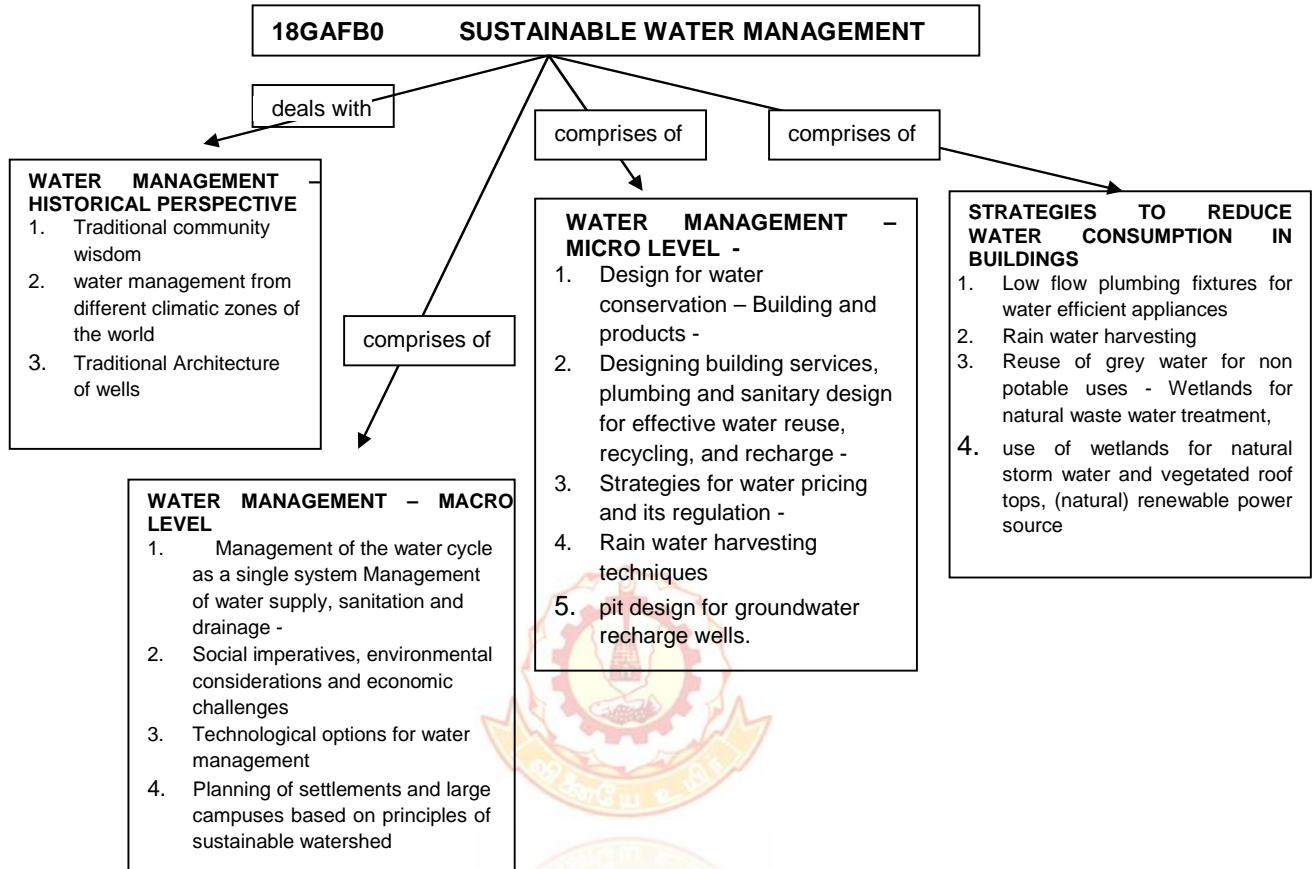 18GAFB0 SUSTAINABLE WATER MANAGEMENT
deals with
comprises of
comprises of
comprises of
WATER MANAGEMENT –
HISTORICAL PERSPECTIVE
1. Traditional community
wisdom
2. water management from
different climatic zones of
the world
3. Traditional Architecture
of wells
WATER MANAGEMENT – MACRO
LEVEL
1. Management of the water cycle
as a single system Management
of water supply, sanitation and
drainage -
2. Social imperatives, environmental
considerations and economic
challenges
3. Technological options for water
management
4. Planning of settlements and large
campuses based on principles of
sustainable watershed
WATER MANAGEMENT –
MICRO LEVEL -
1. Design for water
conservation – Building and
products -
2. Designing building services,
plumbing and sanitary design
for effective water reuse,
recycling, and recharge -
3. Strategies for water pricing
and its regulation -
4. Rain water harvesting
techniques
5. pit design for groundwater
recharge wells.
STRATEGIES TO REDUCE
WATER CONSUMPTION IN
BUILDINGS
1. Low flow plumbing fixtures for
water efficient appliances
2. Rain water harvesting
3. Reuse of grey water for non
potable uses - Wetlands for
natural waste water treatment,
4. use of wetlands for natural
storm water and vegetated roof
tops, (natural) renewable power
source
வினையே உயிர்